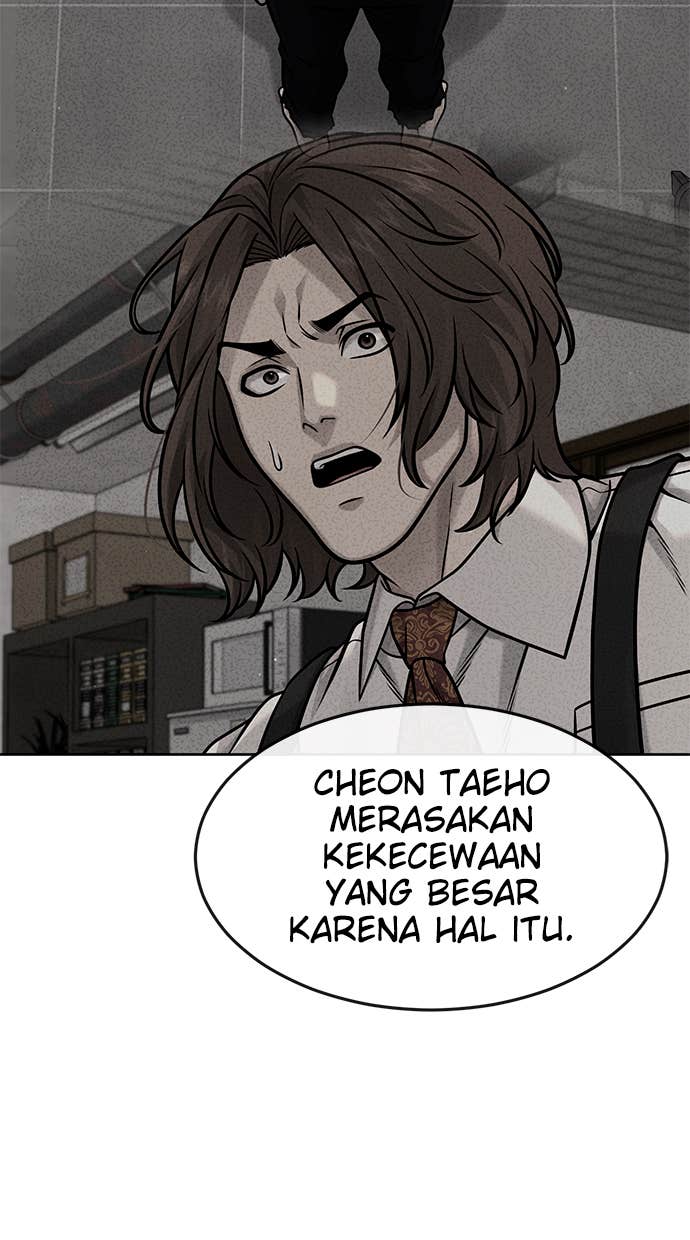 CHEON TAEHO
MERASAKAN
KEKECEWAAN
YANG BESAR
KARENA HAL ITU.